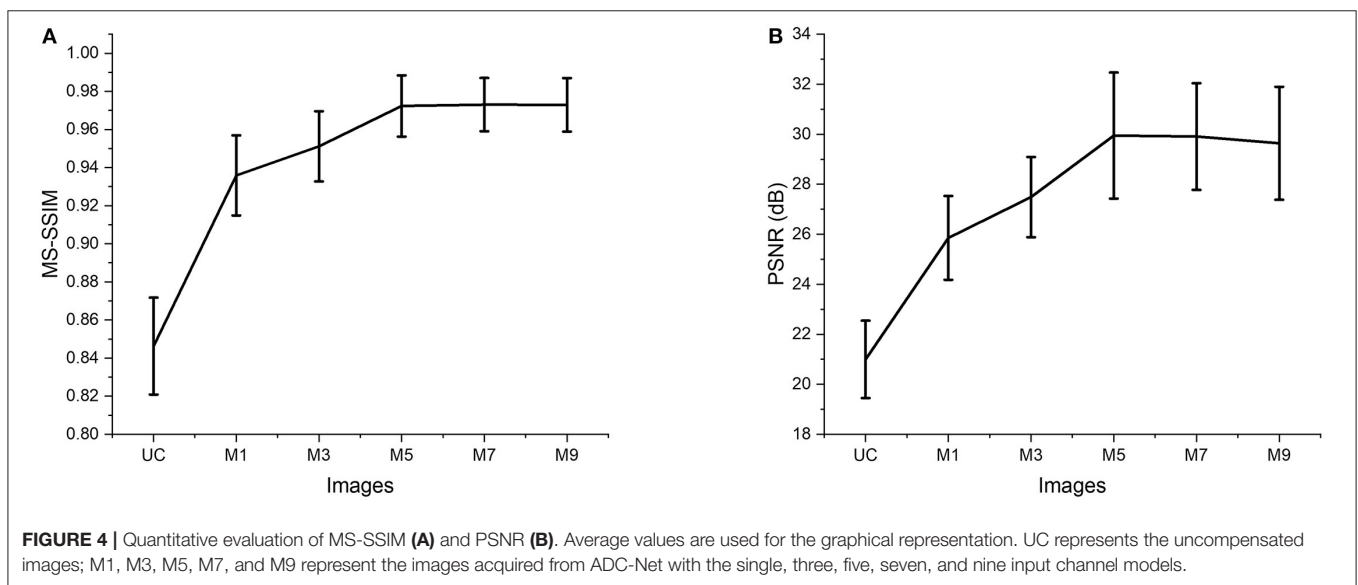 A
1.00
0.98
0.96
0.94
0.92
0.90
0.88
0.86
0.84
0.82
0.80
MS-SSIM
UC M1 M3 M5 M7 M9
Images
B
34
32
30
28
26
24
22
20
18
PSNR (dB)
UC M1 M3 M5 M7 M9
Images
FIGURE 4 | Quantitative evaluation of MS-SSIM (A) and PSNR (B). Average values are used for the graphical representation. UC represents the uncompensated
images; M1, M3, M5, M7, and M9 represent the images acquired from ADC-Net with the single, three, five, seven, and nine input channel models.